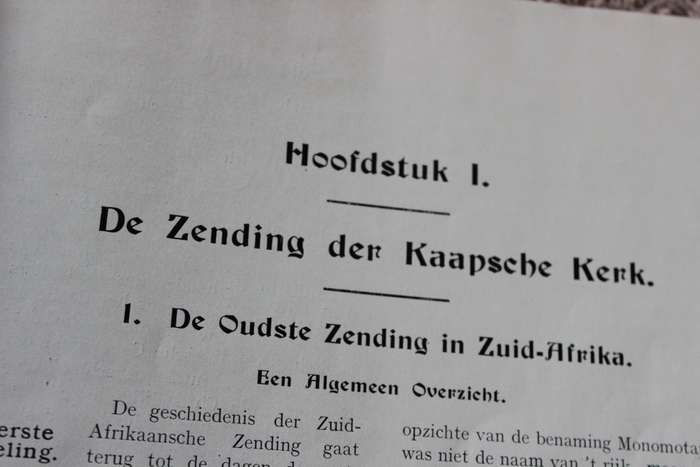 Hoofdstuk I.
De Zending der Kaapsche Kerk.
1. De Oudste Zending in Zuid-Afrika.
Een Algemeen Overzicht.
erste
eling.
De geschiedenis der Zuid-
Afrikaansche Zending gaat
terug tot de dagen
opzichte van de benaming Monomota
was niet de naam van 't rijk